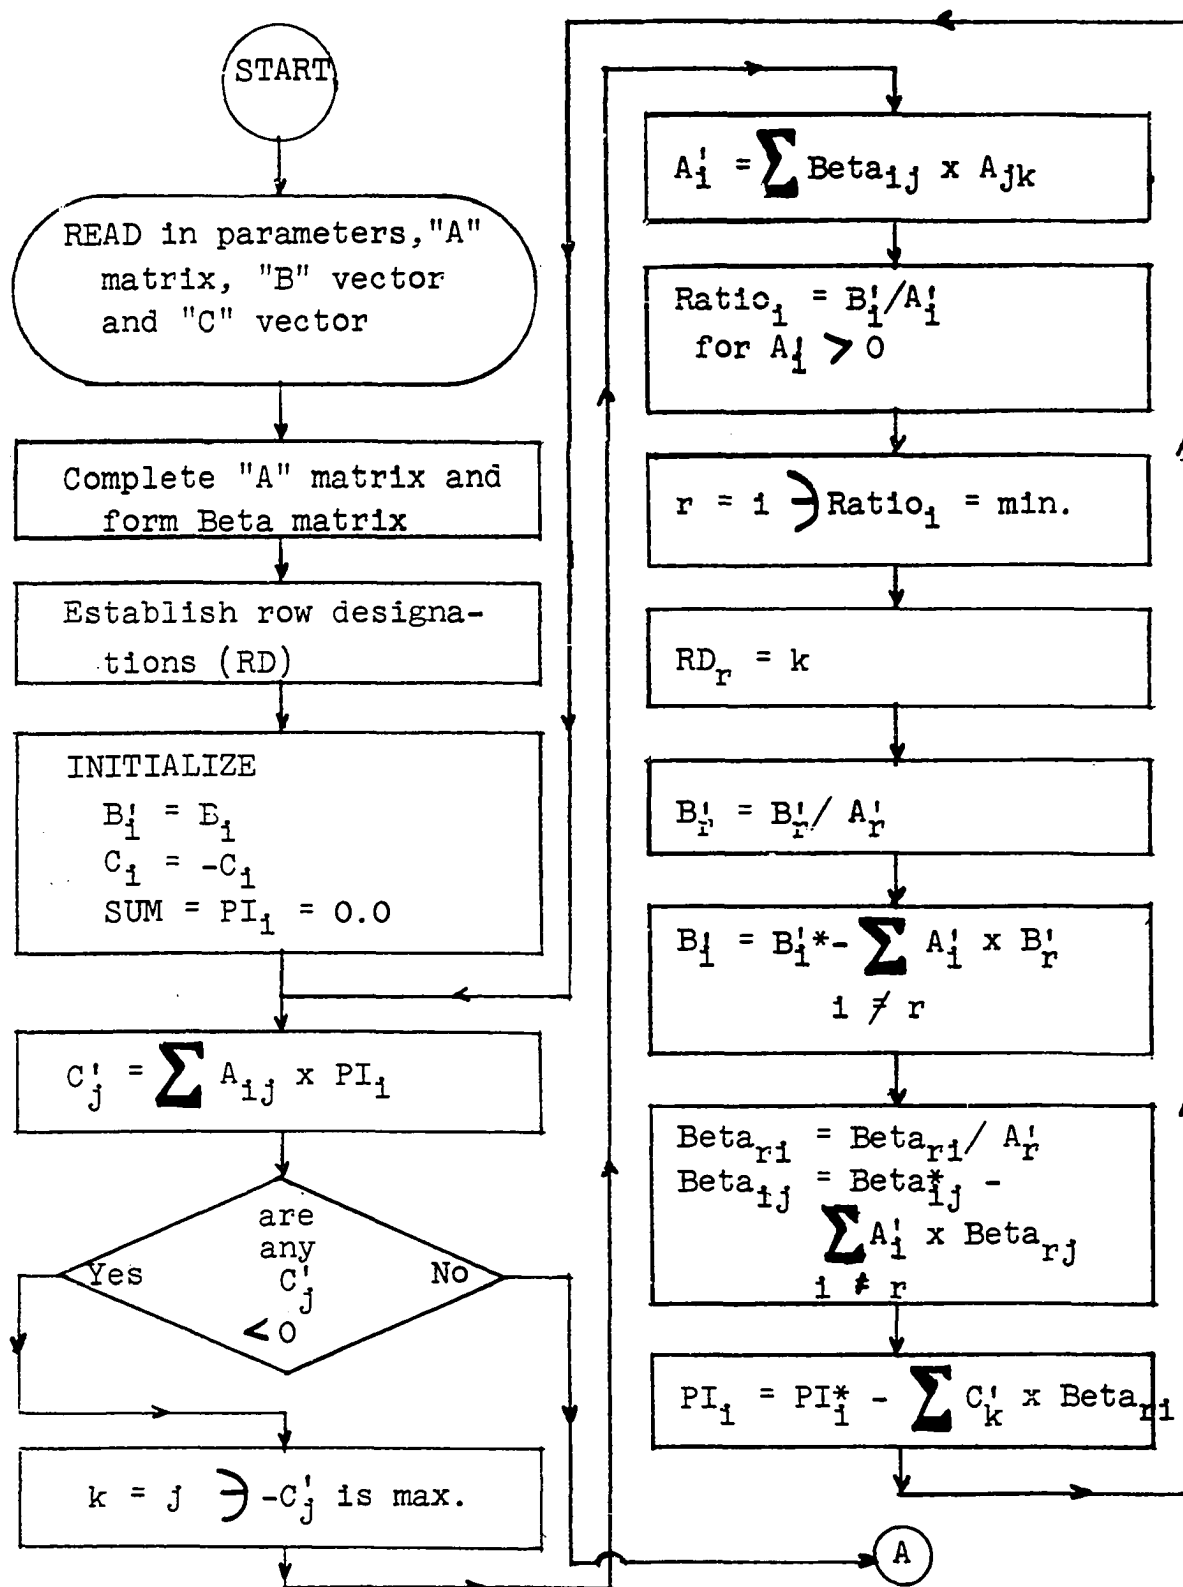 START
READ in parameters, "A"
matrix, "B" vector
and "C" vector
Complete "A" matrix and
form Beta matrix
Establish row designa-
tions (RD)
INITIALIZE
B'i = Bi
Ci = -Ci
SUM = PIi = 0.0
C'j = ∑ Aij x PIi
are
any
C'j
< 0
Yes
No
k = j ∋ -C'j is max.
A'i = ∑ Betaij x Ajk
Ratioi = B'i/A'i
for A'i > 0
r = i ∋ Ratioi = min.
RDr = k
B'r = B'r/ A'r
B'i = B'i* - ∑ A'i x B'r
i ≠ r
Betari = Betari/ A'r
Betaij = Beta*ij -
∑ A'i x Betarj
i ≠ r
PIi = PI*i - ∑ C'k x Betari
A